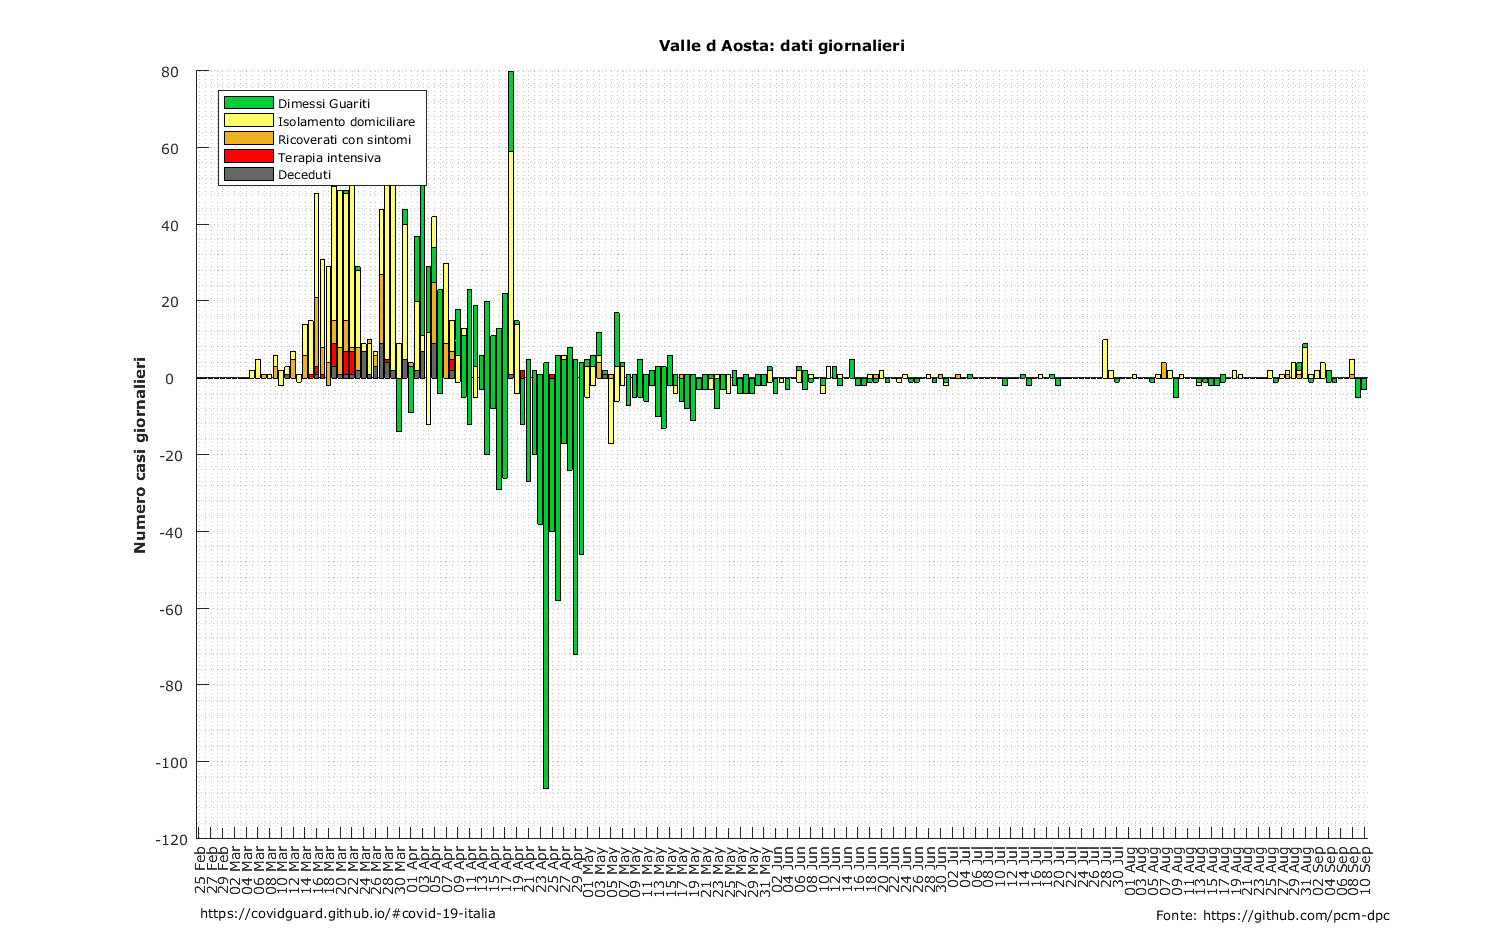 Valle d Aosta: dati giornalieri
Dimessi Guariti
Isolamento domiciliare
Ricoverati con sintomi
Terapia intensiva
Deceduti
Numero casi giornalieri
80
60
40
20
0
-20
-40
-60
-80
-100
-120
25 Feb
29 Feb
02 Mar
04 Mar
06 Mar
08 Mar
10 Mar
12 Mar
14 Mar
16 Mar
18 Mar
20 Mar
22 Mar
24 Mar
26 Mar
28 Mar
30 Mar
01 Apr
03 Apr
05 Apr
07 Apr
09 Apr
11 Apr
13 Apr
15 Apr
17 Apr
19 Apr
21 Apr
23 Apr
25 Apr
27 Apr
29 Apr
01 May
03 May
05 May
07 May
09 May
11 May
13 May
15 May
17 May
19 May
21 May
23 May
25 May
27 May
29 May
31 May
02 Jun
04 Jun
06 Jun
08 Jun
10 Jun
12 Jun
14 Jun
16 Jun
18 Jun
20 Jun
22 Jun
24 Jun
26 Jun
28 Jun
30 Jun
02 Jul
04 Jul
06 Jul
08 Jul
10 Jul
12 Jul
14 Jul
16 Jul
18 Jul
20 Jul
22 Jul
24 Jul
26 Jul
28 Jul
30 Jul
01 Aug
03 Aug
05 Aug
07 Aug
09 Aug
11 Aug
13 Aug
15 Aug
17 Aug
19 Aug
21 Aug
23 Aug
25 Aug
27 Aug
29 Aug
31 Aug
02 Sep
04 Sep
06 Sep
08 Sep
10 Sep
https://covidguard.github.io/#covid-19-italia
Fonte: https://github.com/pcm-dpc